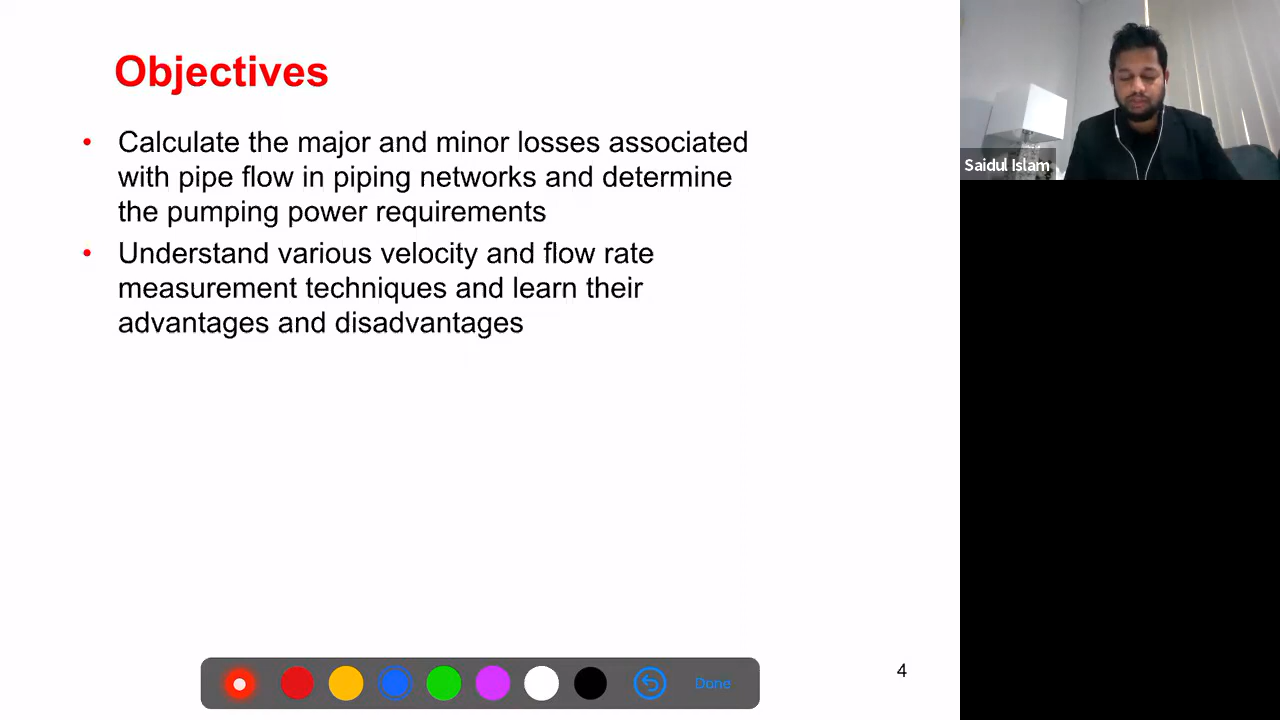 Objectives
• Calculate the major and minor losses associated
with pipe flow in piping networks and determine
the pumping power requirements
• Understand various velocity and flow rate
measurement techniques and learn their
advantages and disadvantages
Saidul Islam
Done
4